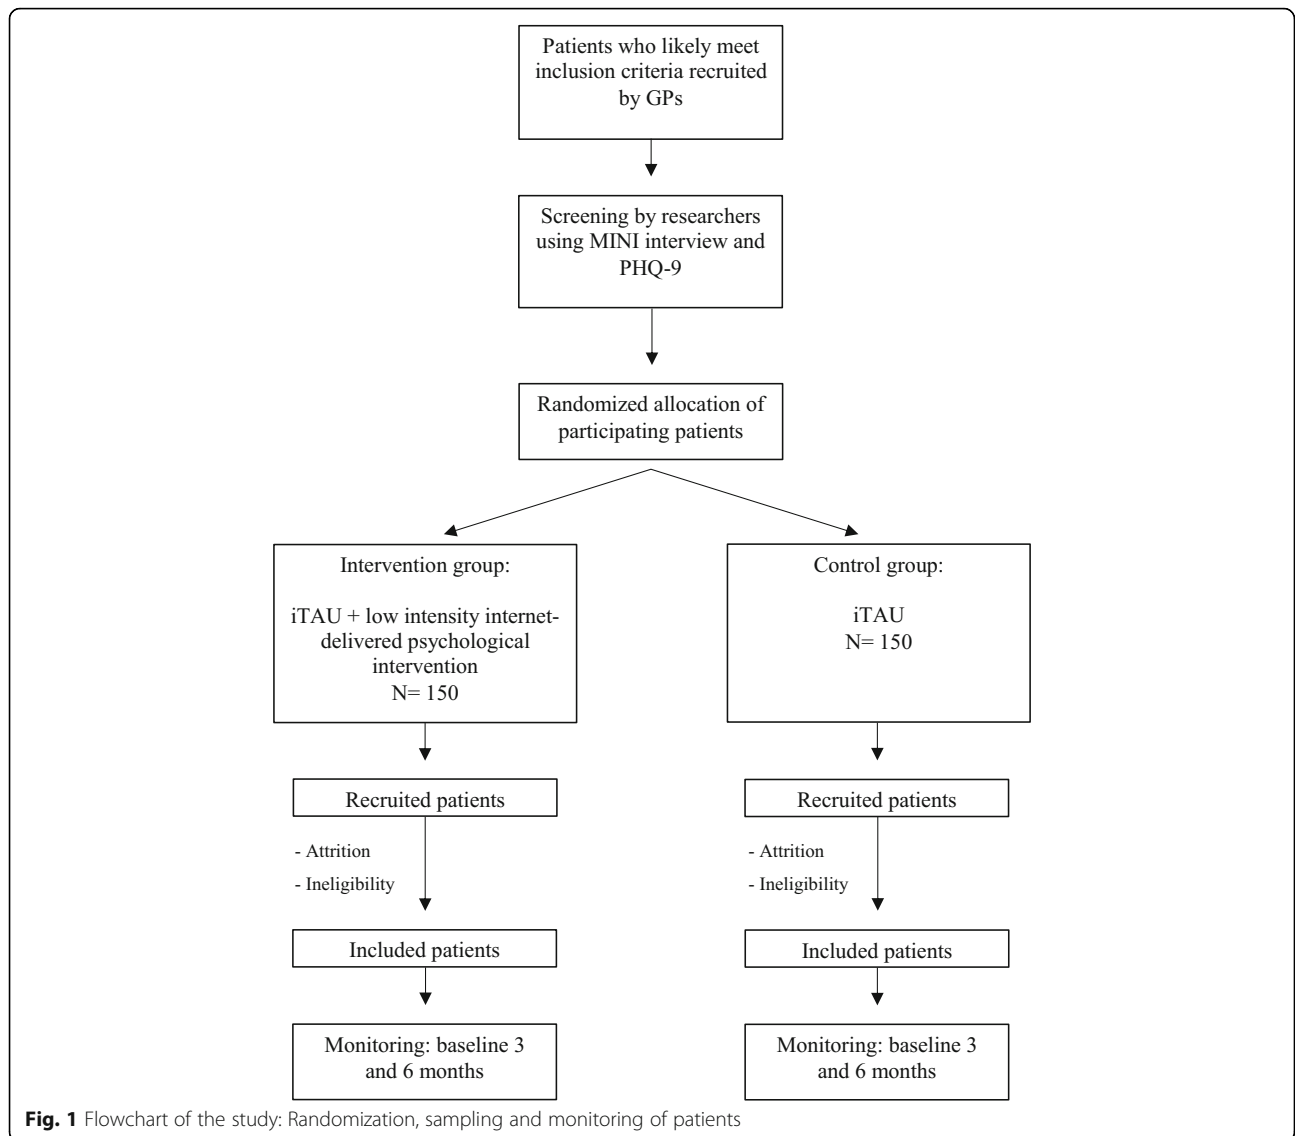 Patients who likely meet
inclusion criteria recruited
by GPs
Screening by researchers
using MINI interview and
PHQ-9
Randomized allocation of
participating patients
Intervention group:
iTAU + low intensity internet-
delivered psychological
intervention
N= 150
Control group:
iTAU
N= 150
Recruited patients
- Attrition
- Ineligibility
Included patients
Monitoring: baseline 3
and 6 months
Recruited patients
- Attrition
- Ineligibility
Included patients
Monitoring: baseline 3
and 6 months
Fig. 1 Flowchart of the study: Randomization, sampling and monitoring of patients